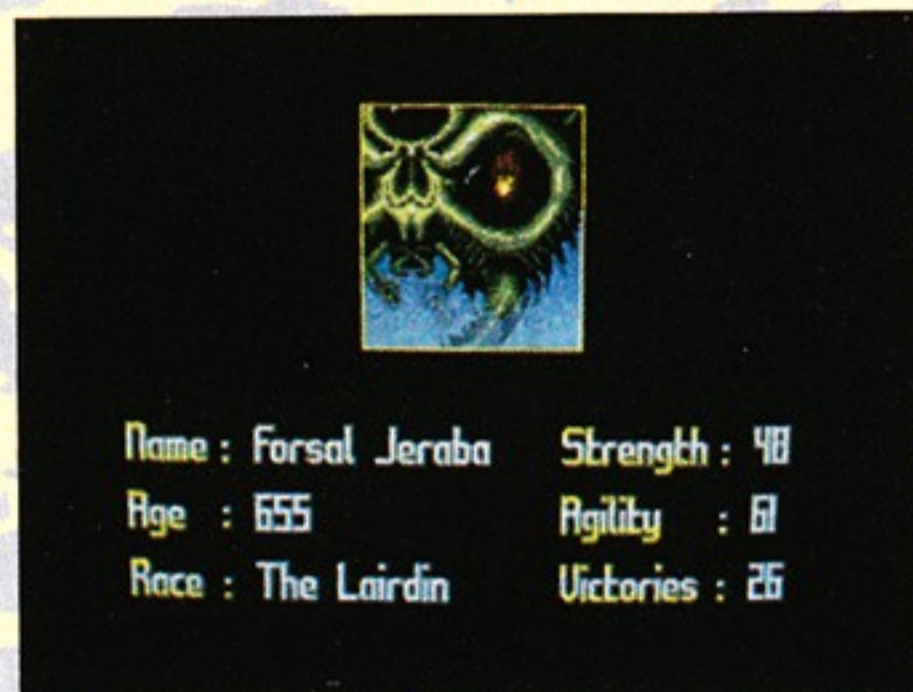 Name : Forsal Jeraba Strength : 48
Age : 655 Agility : 61
Race : The Lairdin Victories : 26